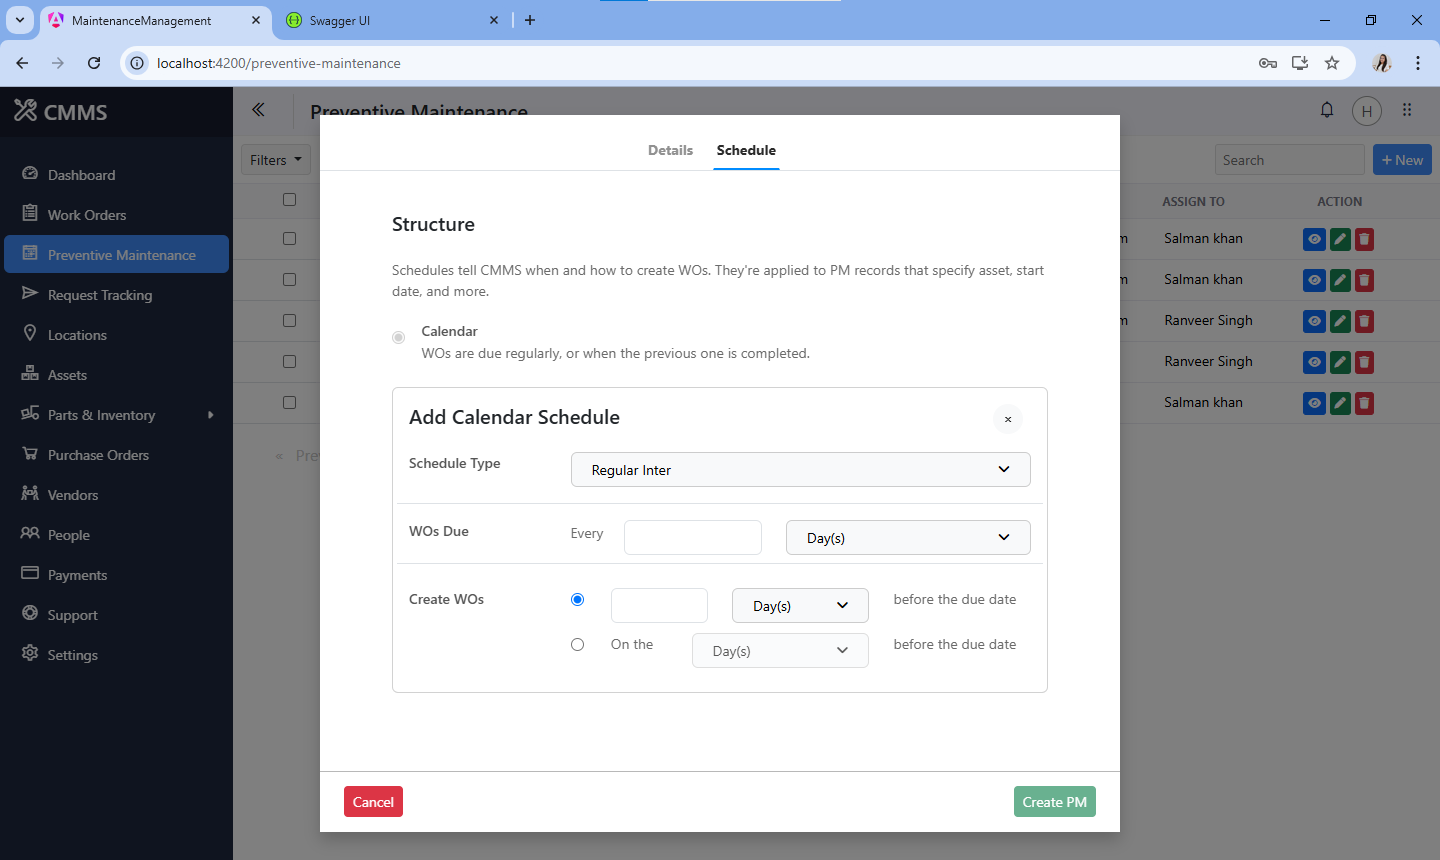 MaintenanceManagement
Swagger UI
localhost:4200/preventive-maintenance
CMMS
Preventive Maintenance
H
Dashboard
Work Orders
Preventive Maintenance
Request Tracking
Locations
Assets
Parts & Inventory
Purchase Orders
Vendors
People
Payments
Support
Settings
Filters
Search
+ New
ASSIGN TO
ACTION
m
Salman khan
m
Salman khan
m
Ranveer Singh
Ranveer Singh
Salman khan
« Pre
Details
Schedule
Structure
Schedules tell CMMS when and how to create WOs. They're applied to PM records that specify asset, start
date, and more.
Calendar
WOs are due regularly, or when the previous one is completed.
Add Calendar Schedule
×
Schedule Type
Regular Inter
WOs Due
Every
Day(s)
Create WOs
Day(s)
before the due date
On the
Day(s)
before the due date
Cancel
Create PM